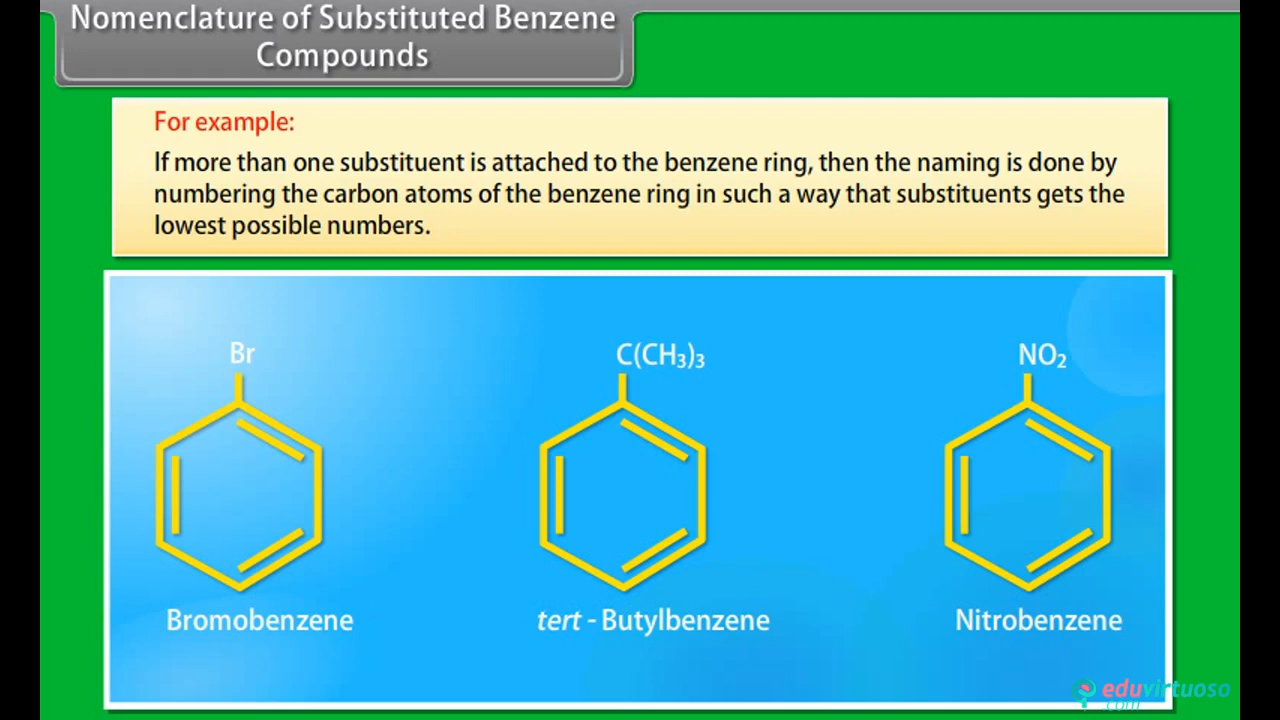 Nomenclature of Substituted Benzene
Compounds
For example:
If more than one substituent is attached to the benzene ring, then the naming is done by
numbering the carbon atoms of the benzene ring in such a way that substituents gets the
lowest possible numbers.
Br
C(CH₃)₃
NO₂
Bromobenzene
tert - Butylbenzene
Nitrobenzene
eduvirtuoso
.com